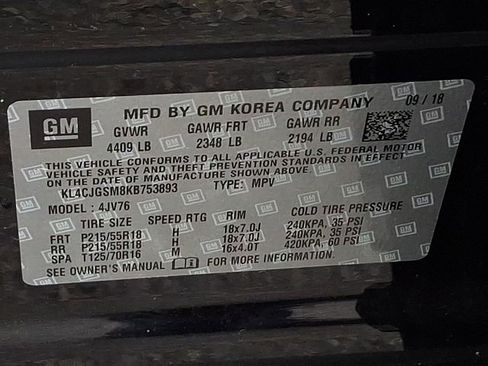 GM
MFD BY GM KOREA COMPANY 09 / 18
GVWR GAWR FRT GAWR RR
4409 LB 2348 LB 2194 LB
THIS VEHICLE CONFORMS TO ALL APPLICABLE U.S. FEDERAL MOTOR
VEHICLE SAFETY AND THEFT PREVENTION STANDARDS IN EFFECT
ON THE DATE OF MANUFACTURE SHOWN ABOVE.
KL4CJGSM8KB753893 TYPE: MPV
MODEL : 4JV76
TIRE SIZE SPEED RTG RIM COLD TIRE PRESSURE
FRT P215/55R18 H 18x7.0J 240KPA, 35 PSI
RR P215/55R18 H 18x7.0J 240KPA, 35 PSI
SPA T125/70R16 M 16x4.0T 420KPA, 60 PSI
SEE OWNER'S MANUAL FOR MORE INFORMATION.